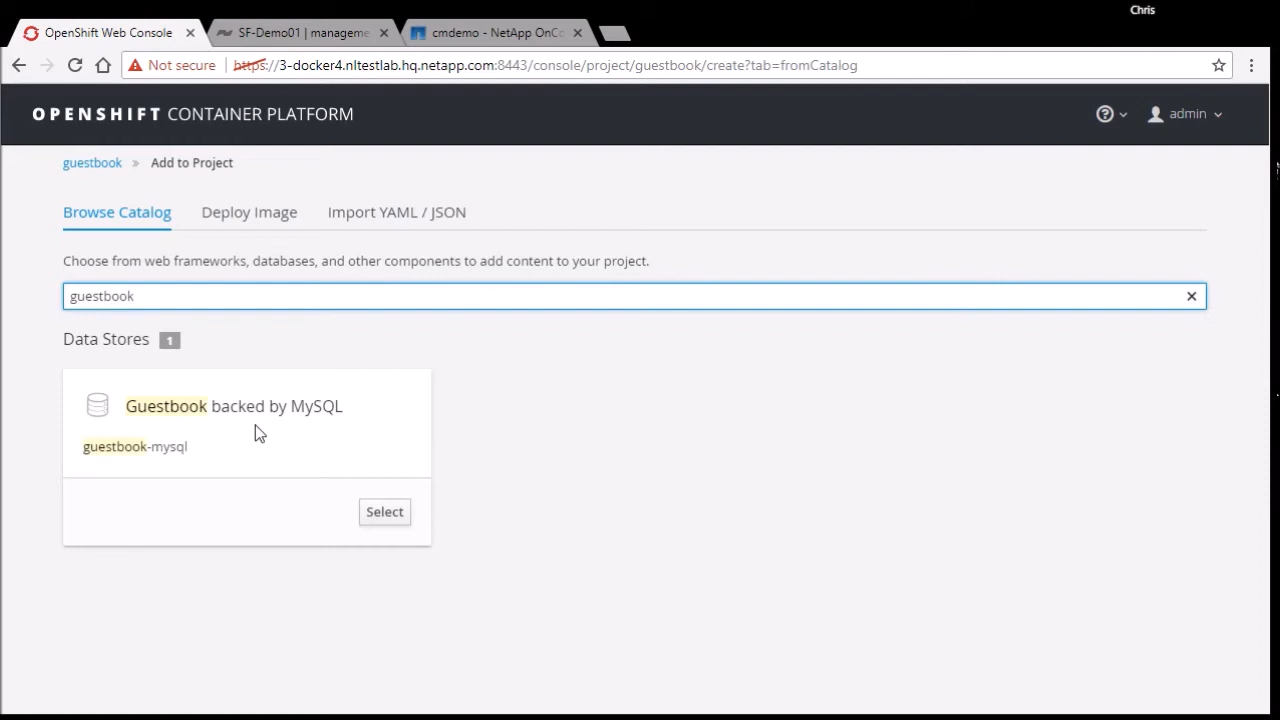 Chris
OpenShift Web Console
SF-Demo01 | manageme
cmdemo - NetApp OnCo
Not secure | https://3-docker4.nltestlab.hq.netapp.com:8443/console/project/guestbook/create?tab=fromCatalog
OPENSHIFT CONTAINER PLATFORM
? admin
guestbook » Add to Project
Browse Catalog Deploy Image Import YAML / JSON
Choose from web frameworks, databases, and other components to add content to your project.
guestbook
Data Stores 1
Guestbook backed by MySQL
guestbook-mysql
Select